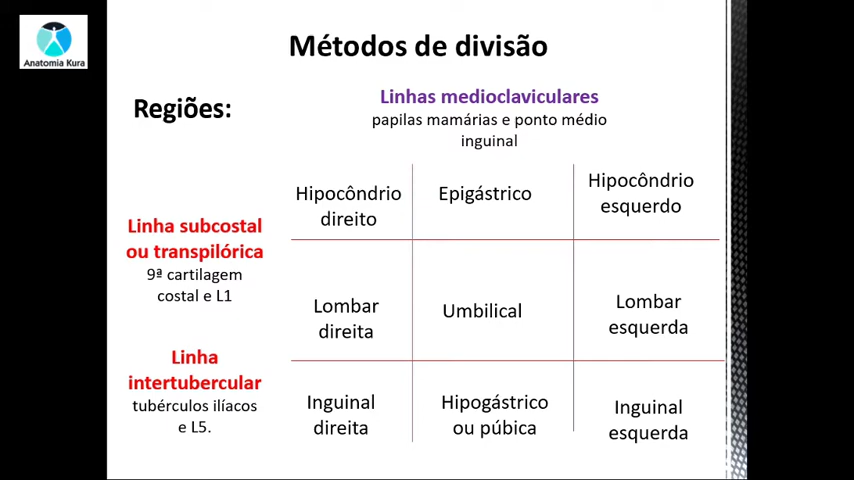 Anatomia Kura
Métodos de divisão
Regiões:
Linhas medioclaviculares
papilas mamárias e ponto médio
inguinal
Hipocôndrio
direito
Epigástrico
Hipocôndrio
esquerdo
Linha subcostal
ou transpilórica
9ª cartilagem
costal e L1
Lombar
direita
Umbilical
Lombar
esquerda
Linha
intertubercular
tubérculos ilíacos
e L5.
Inguinal
direita
Hipogástrico
ou púbica
Inguinal
esquerda